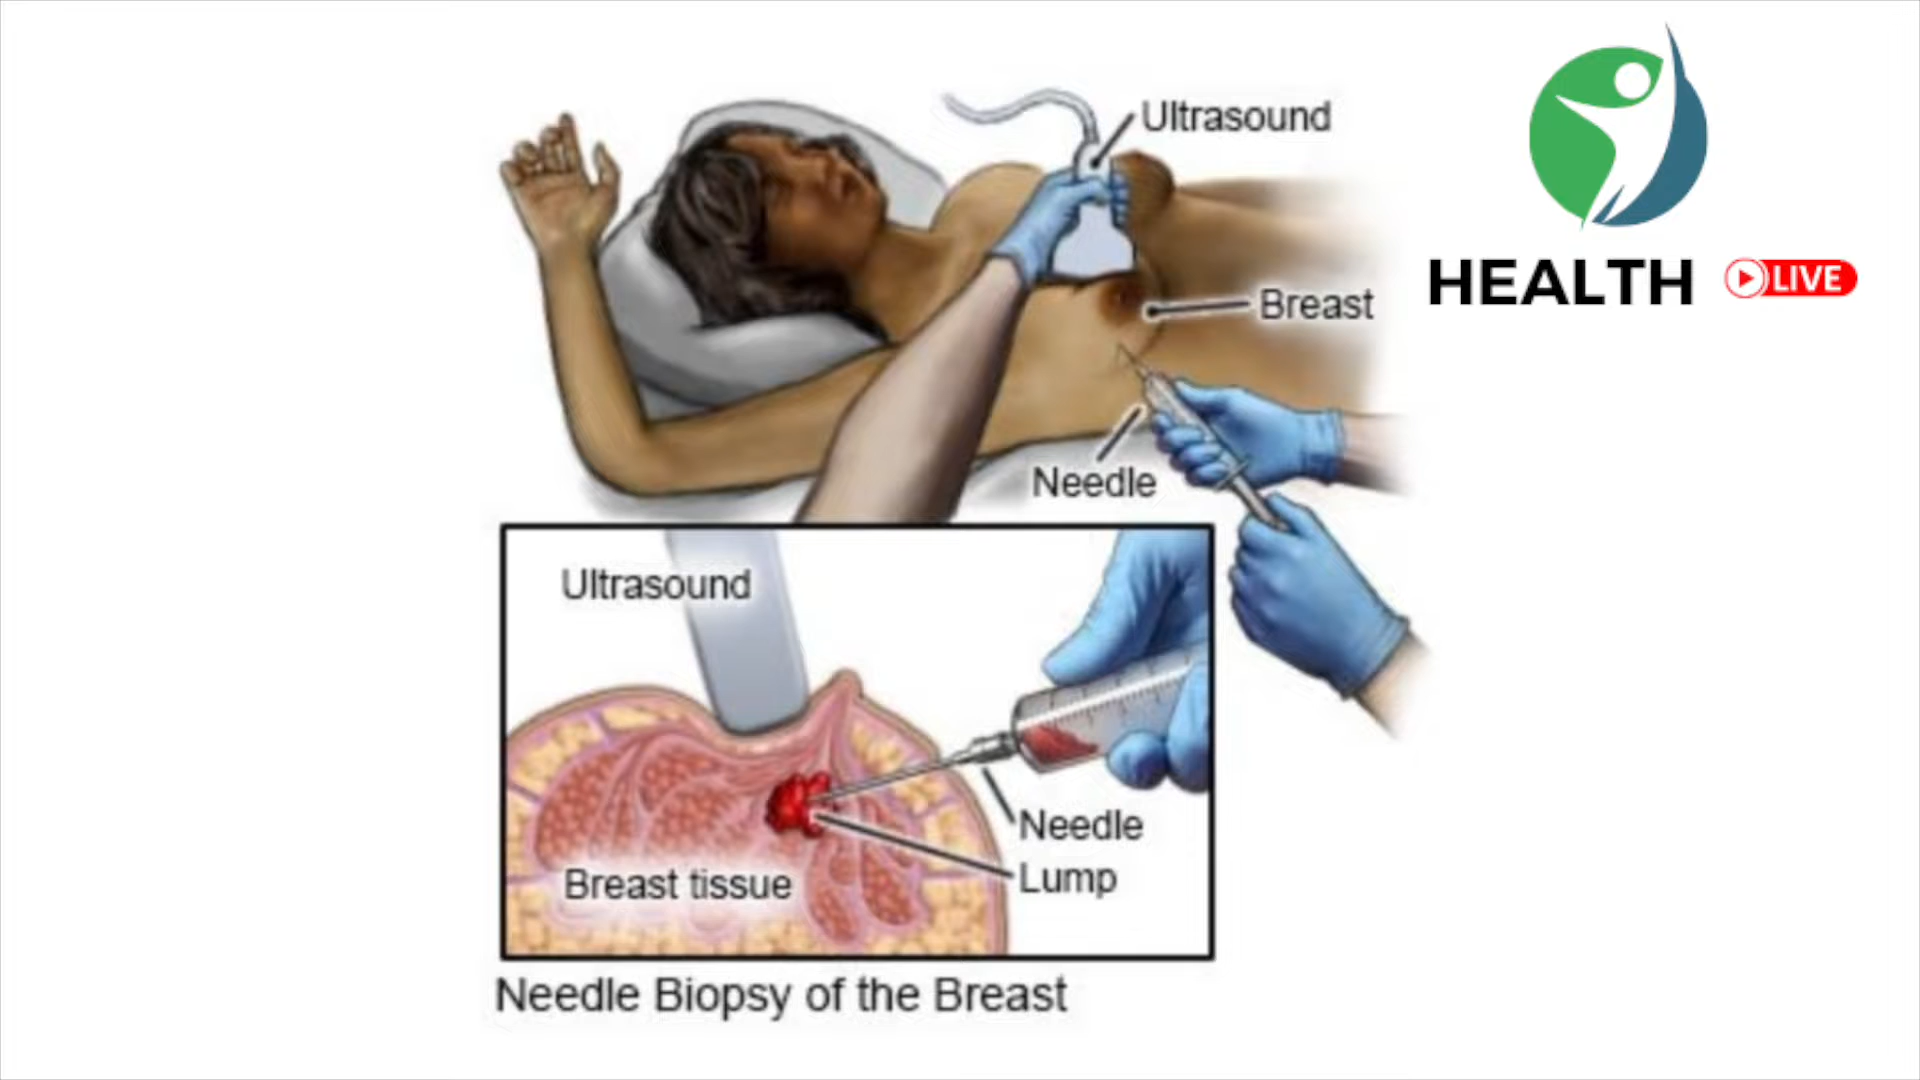 Ultrasound
HEALTH
LIVE
Breast
Needle
Ultrasound
Needle
Lump
Breast tissue
Needle Biopsy of the Breast